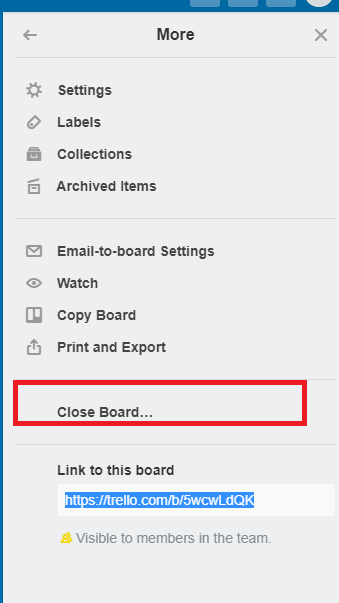 More
Settings
Labels
Collections
Archived Items
Email-to-board Settings
Watch
Copy Board
Print and Export
Close Board…
Link to this board
https://trello.com/b/5wcwLdQK
Visible to members in the team.